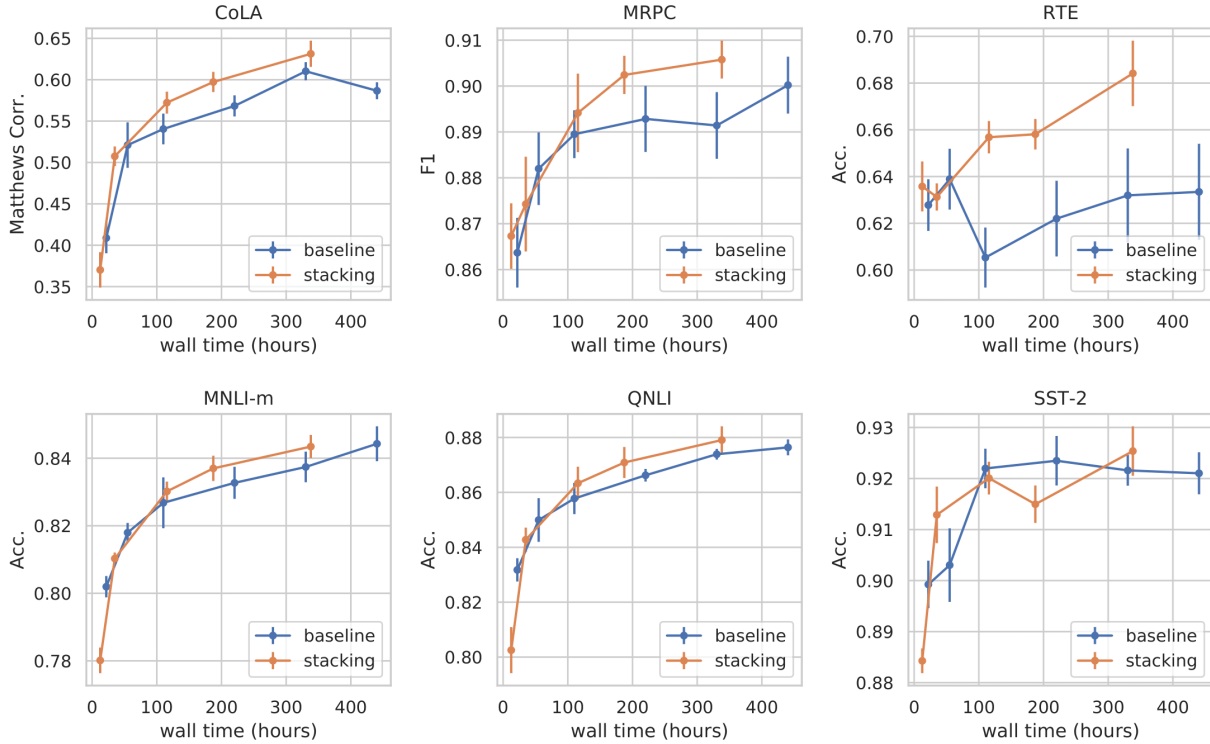 CoLA
Matthews Corr.
0.65
0.60
0.55
0.50
0.45
0.40
0.35
baseline
stacking
0 100 200 300 400
wall time (hours)
MRPC
F1
0.91
0.90
0.89
0.88
0.87
0.86
baseline
stacking
0 100 200 300 400
wall time (hours)
RTE
Acc.
0.70
0.68
0.66
0.64
0.62
0.60
baseline
stacking
0 100 200 300 400
wall time (hours)
MNLI-m
Acc.
0.84
0.82
0.80
0.78
baseline
stacking
0 100 200 300 400
wall time (hours)
QNLI
Acc.
0.88
0.86
0.84
0.82
0.80
baseline
stacking
0 100 200 300 400
wall time (hours)
SST-2
Acc.
0.93
0.92
0.91
0.90
0.89
0.88
baseline
stacking
0 100 200 300 400
wall time (hours)